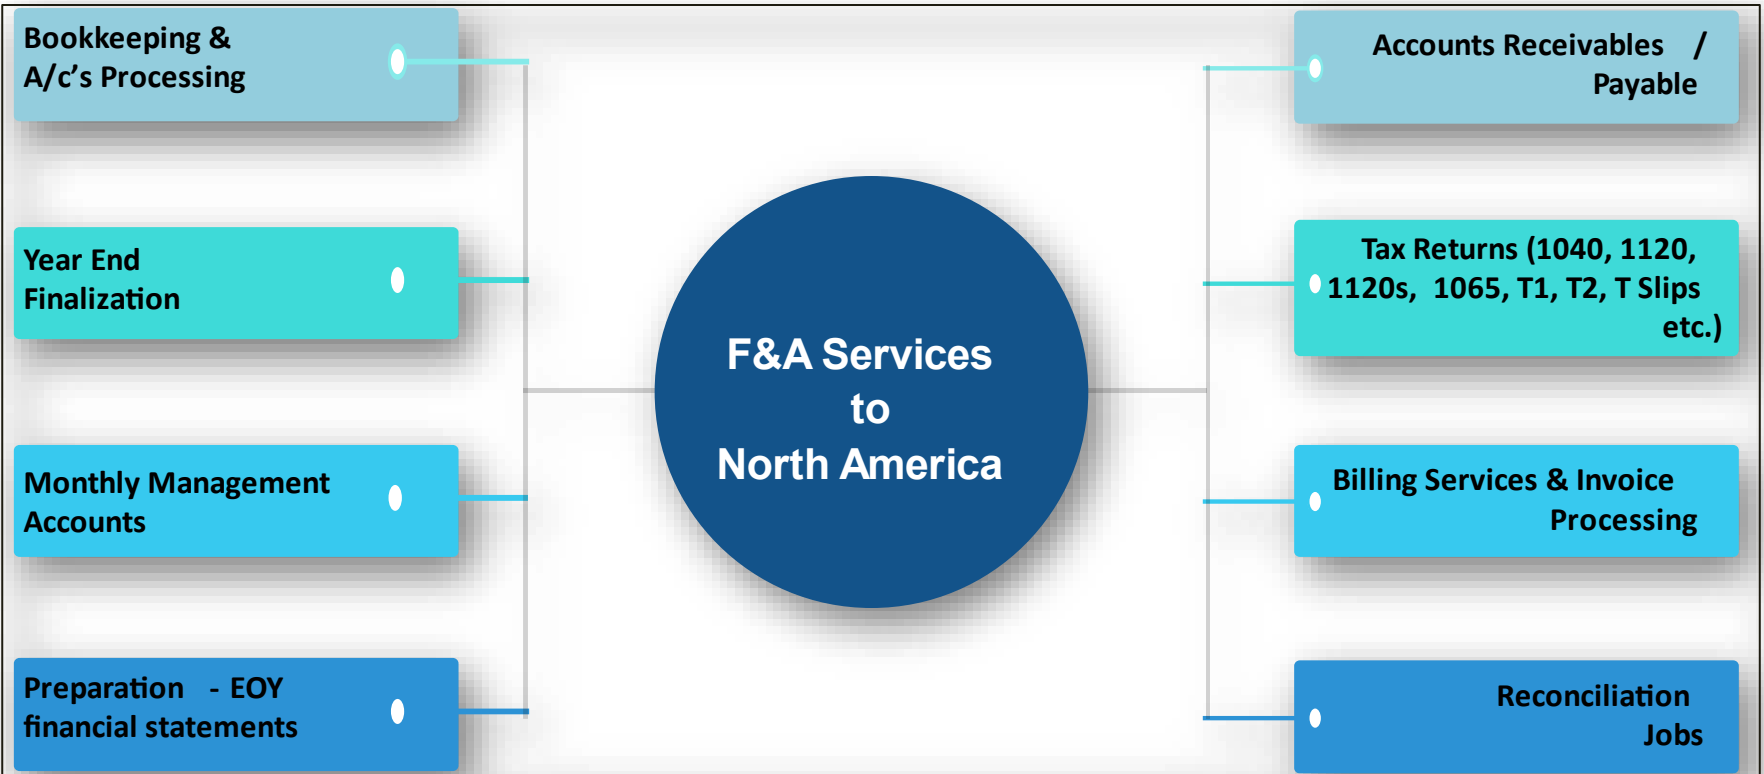 Bookkeeping &
A/c’s Processing
Year End
Finalization
Monthly Management
Accounts
Preparation - EOY
financial statements
F&A Services
to
North America
Accounts Receivables /
Payable
Tax Returns (1040, 1120,
1120s, 1065, T1, T2, T Slips
etc.)
Billing Services & Invoice
Processing
Reconciliation
Jobs